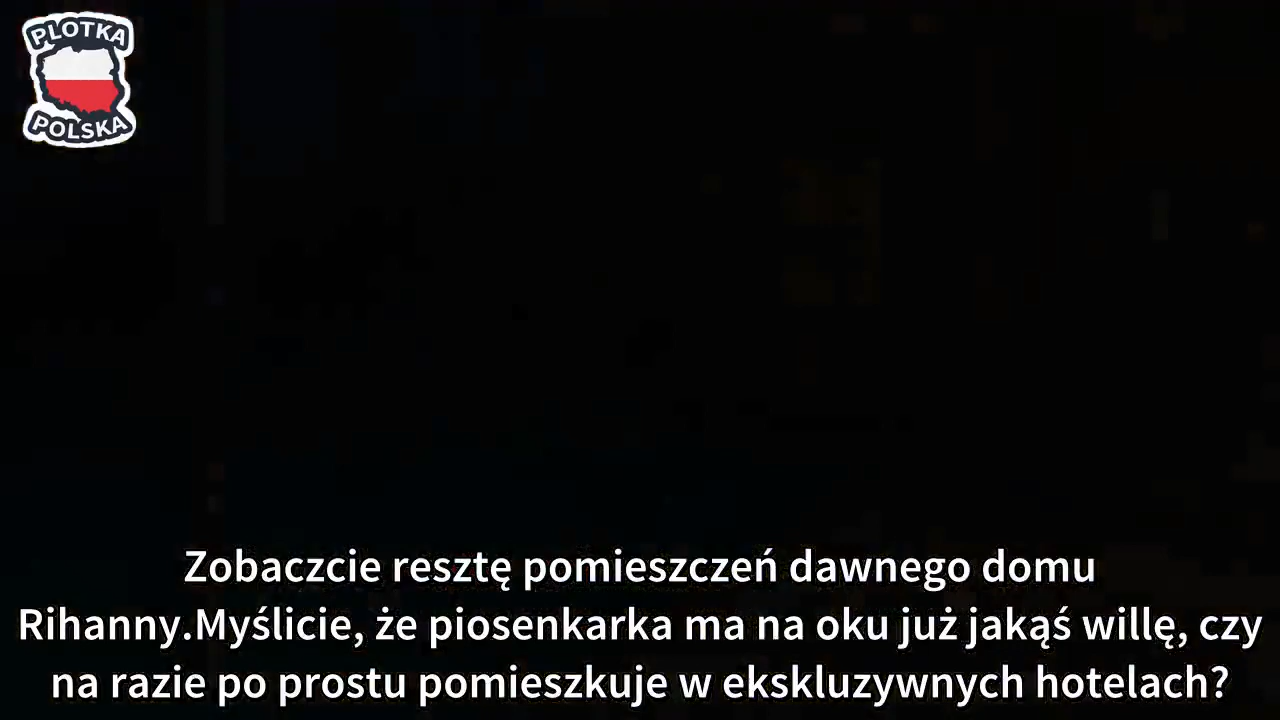 PLOTKA
POLSKA
Zobaczcie resztę pomieszczeń dawnego domu
Rihanny.Myślicie, że piosenkarka ma na oku już jakąś willę, czy
na razie po prostu pomieszkuje w ekskluzywnych hotelach?